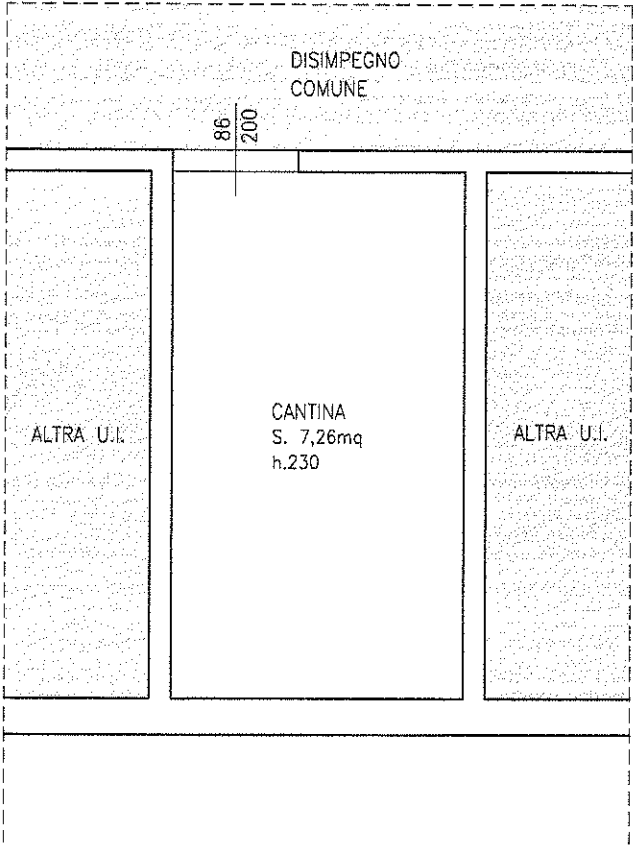 DISIMPEGNO
COMUNE
86
200
ALTRA U.I.
CANTINA
S. 7,26mq
h.230
ALTRA U.I.